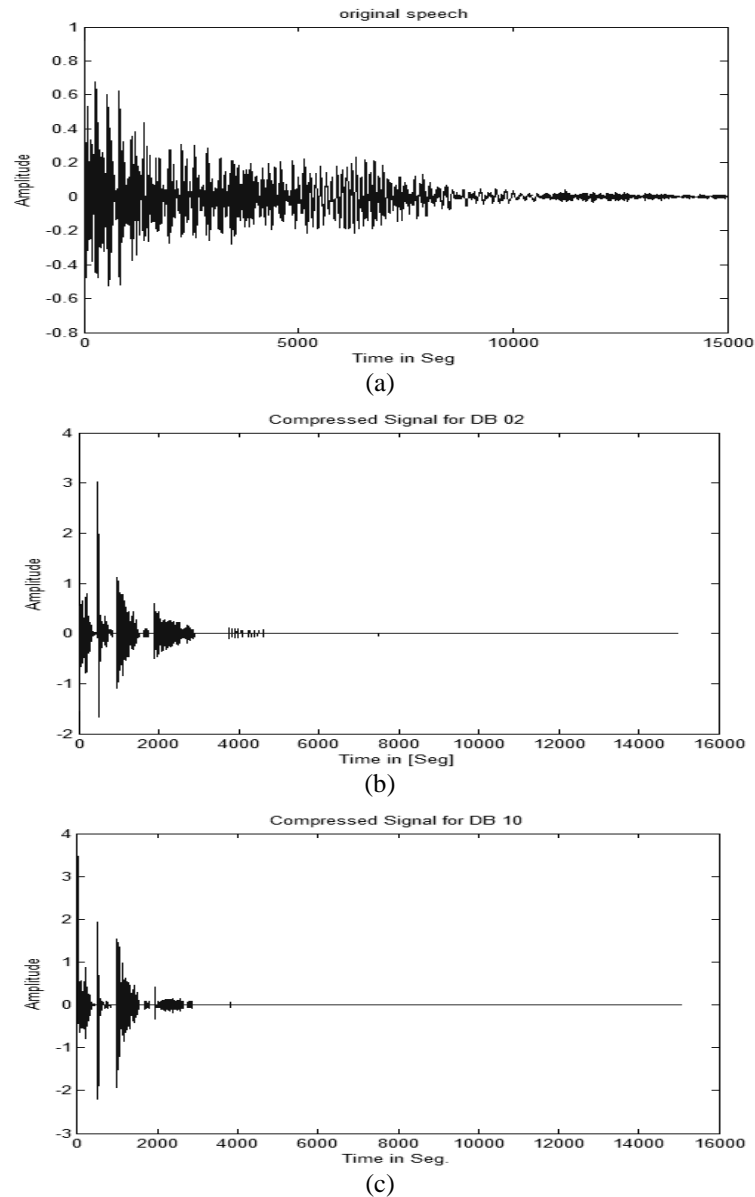 original speech
1
0.8
0.6
0.4
0.2
0
-0.2
-0.4
-0.6
-0.8
Amplitude
0 5000 10000 15000
Time in Seg
(a)
Compressed Signal for DB 02
4
3
2
1
0
-1
-2
Amplitude
0 2000 4000 6000 8000 10000 12000 14000 16000
Time in [Seg]
(b)
Compressed Signal for DB 10
4
3
2
1
0
-1
-2
-3
Amplitude
0 2000 4000 6000 8000 10000 12000 14000 16000
Time in Seg.
(c)